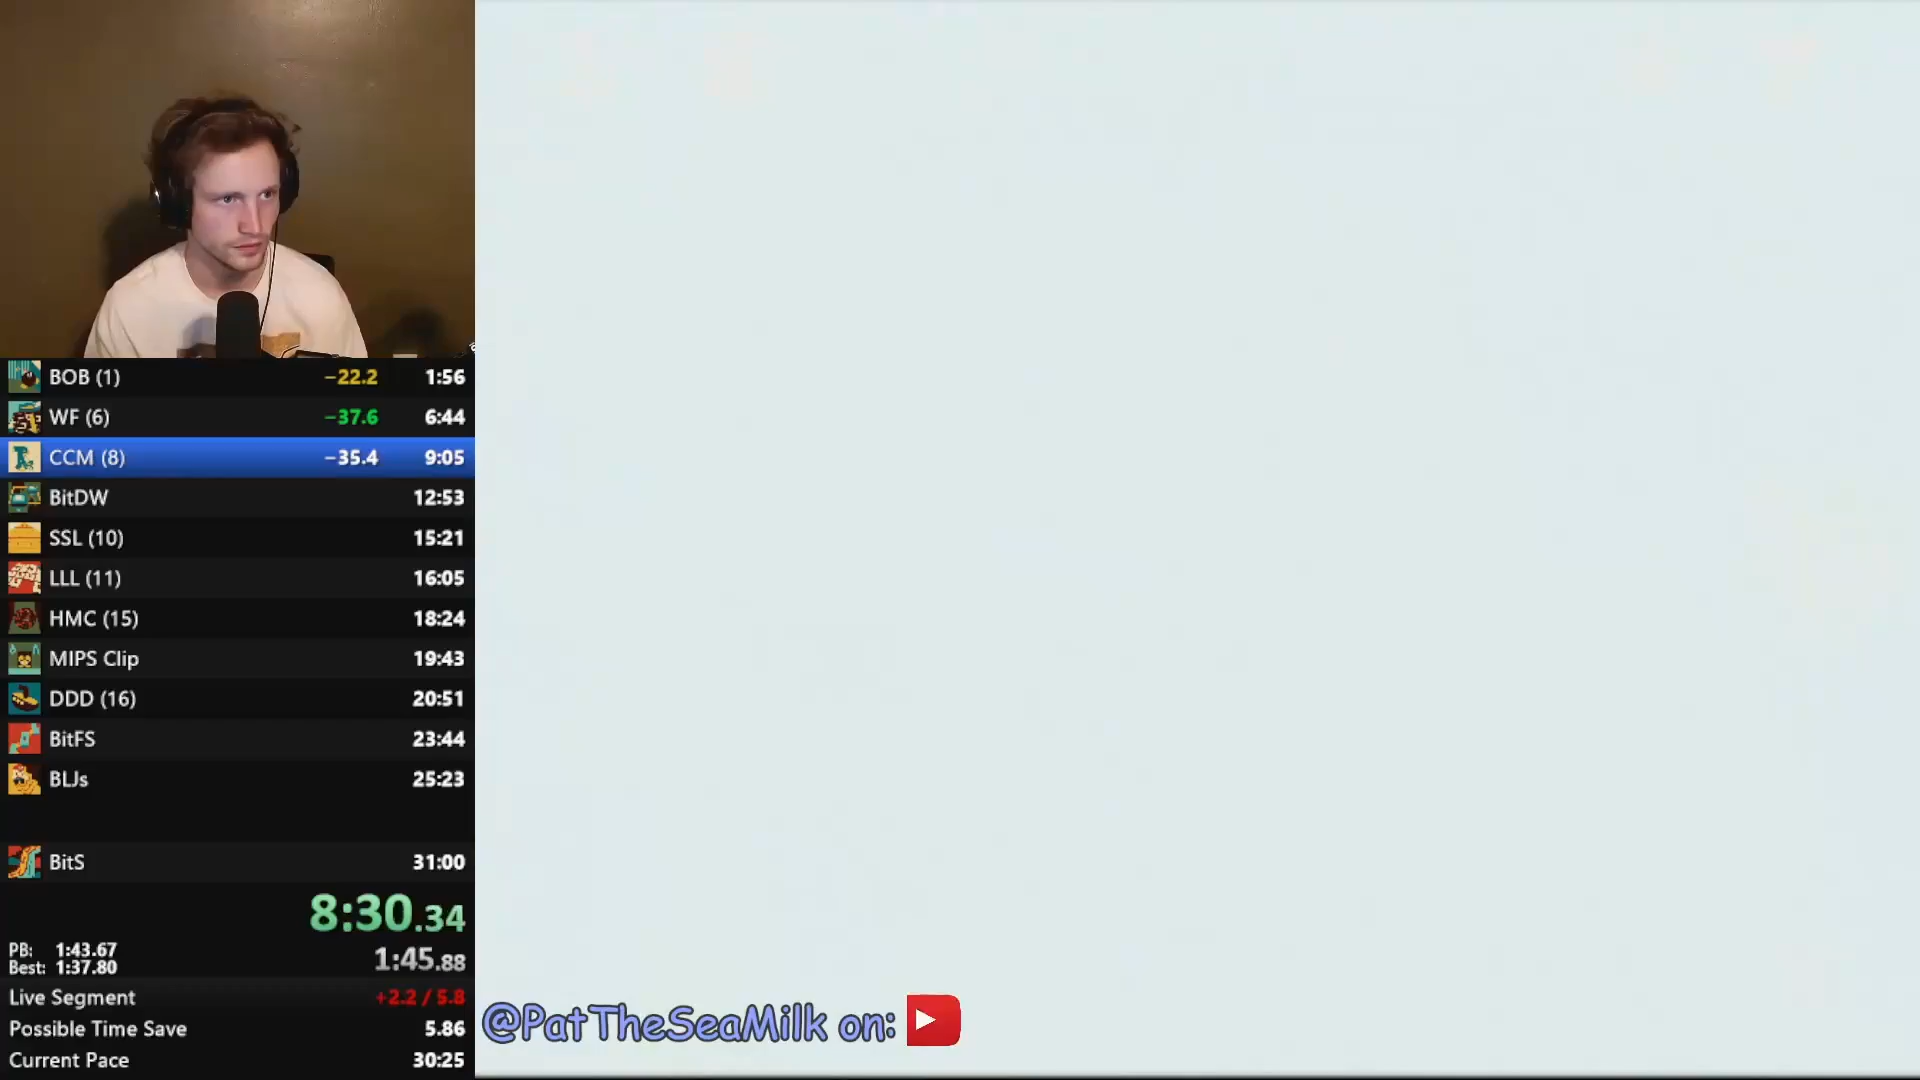 BOB (1) −22.2 1:56
WF (6) −37.6 6:44
CCM (8) −35.4 9:05
BitDW 12:53
SSL (10) 15:21
LLL (11) 16:05
HMC (15) 18:24
MIPS Clip 19:43
DDD (16) 20:51
BitFS 23:44
BLJs 25:23
BitS 31:00
8:30.34
PB: 1:43.67
Best: 1:37.80
1:45.88
Live Segment +2.2 / 5.8
Possible Time Save 5.86
Current Pace 30:25
@PatTheSeaMilk on: